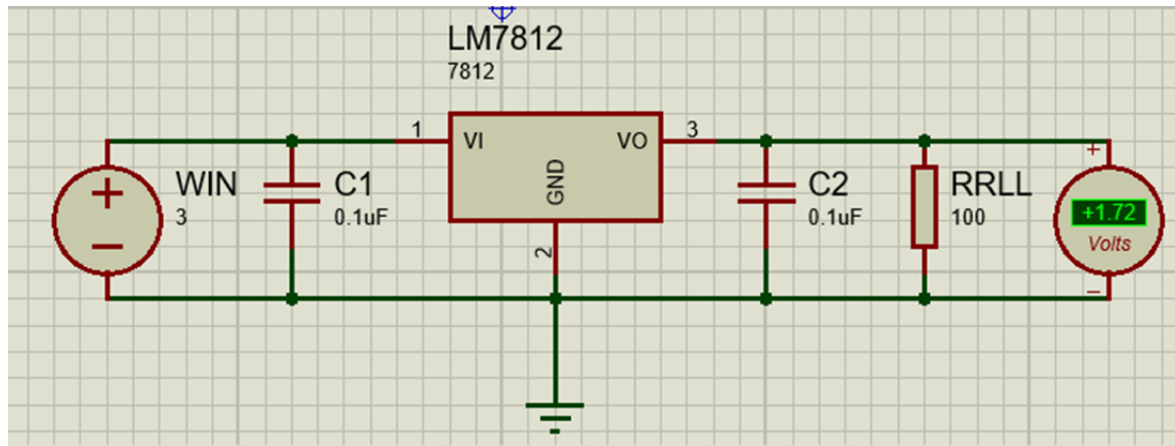 LM7812
7812
1
VI
VO
3
GND
2
WIN
3
C1
0.1uF
C2
0.1uF
RRLL
100
+
+1.72
Volts
−